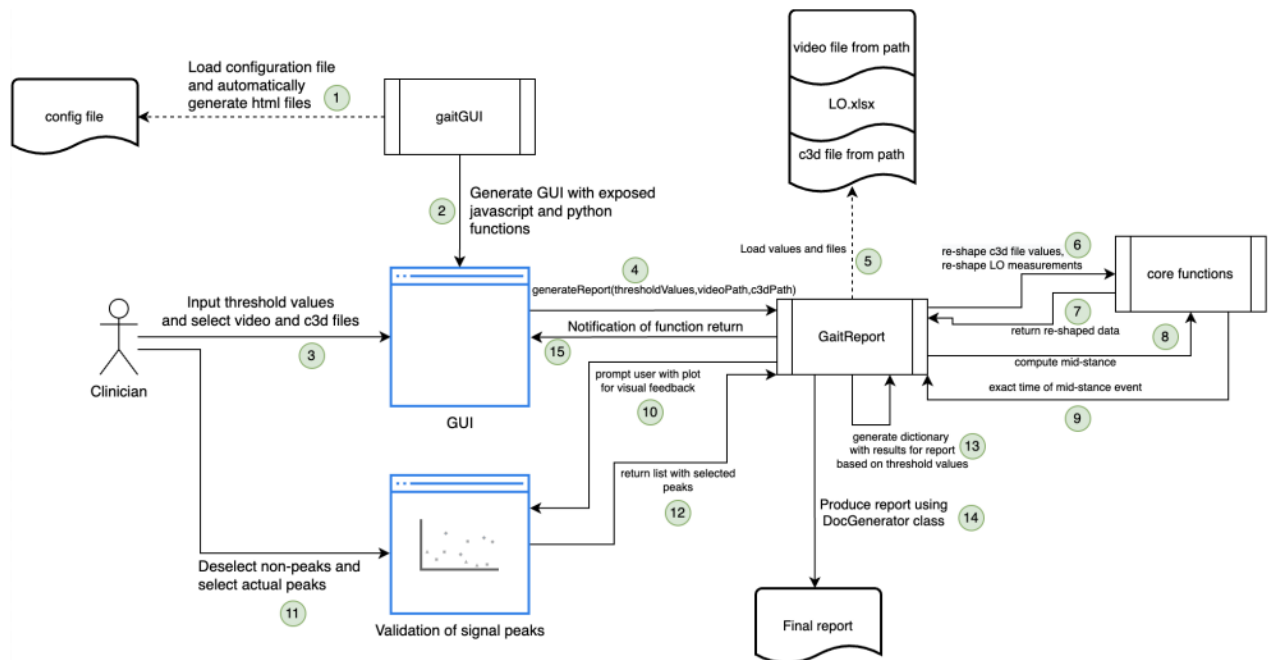 Load configuration file
and automatically
generate html files
1
config file
gaitGUI
2
Generate GUI with exposed
javascript and python
functions
video file from path
LO.xlsx
c3d file from path
Load values and files
5
re-shape c3d file values,
re-shape LO measurements
6
core functions
7
return re-shaped data
8
compute mid-stance
exact time of mid-stance event
9
4
generateReport(thresholdValues,videoPath,c3dPath)
Notification of function return
15
GaitReport
Input threshold values
and select video and c3d files
3
Clinician
GUI
prompt user with plot
for visual feedback
10
generate dictionary
with results for report
based on threshold values
13
return list with selected
peaks
12
Produce report using
DocGenerator class
14
Deselect non-peaks and
select actual peaks
11
Validation of signal peaks
Final report